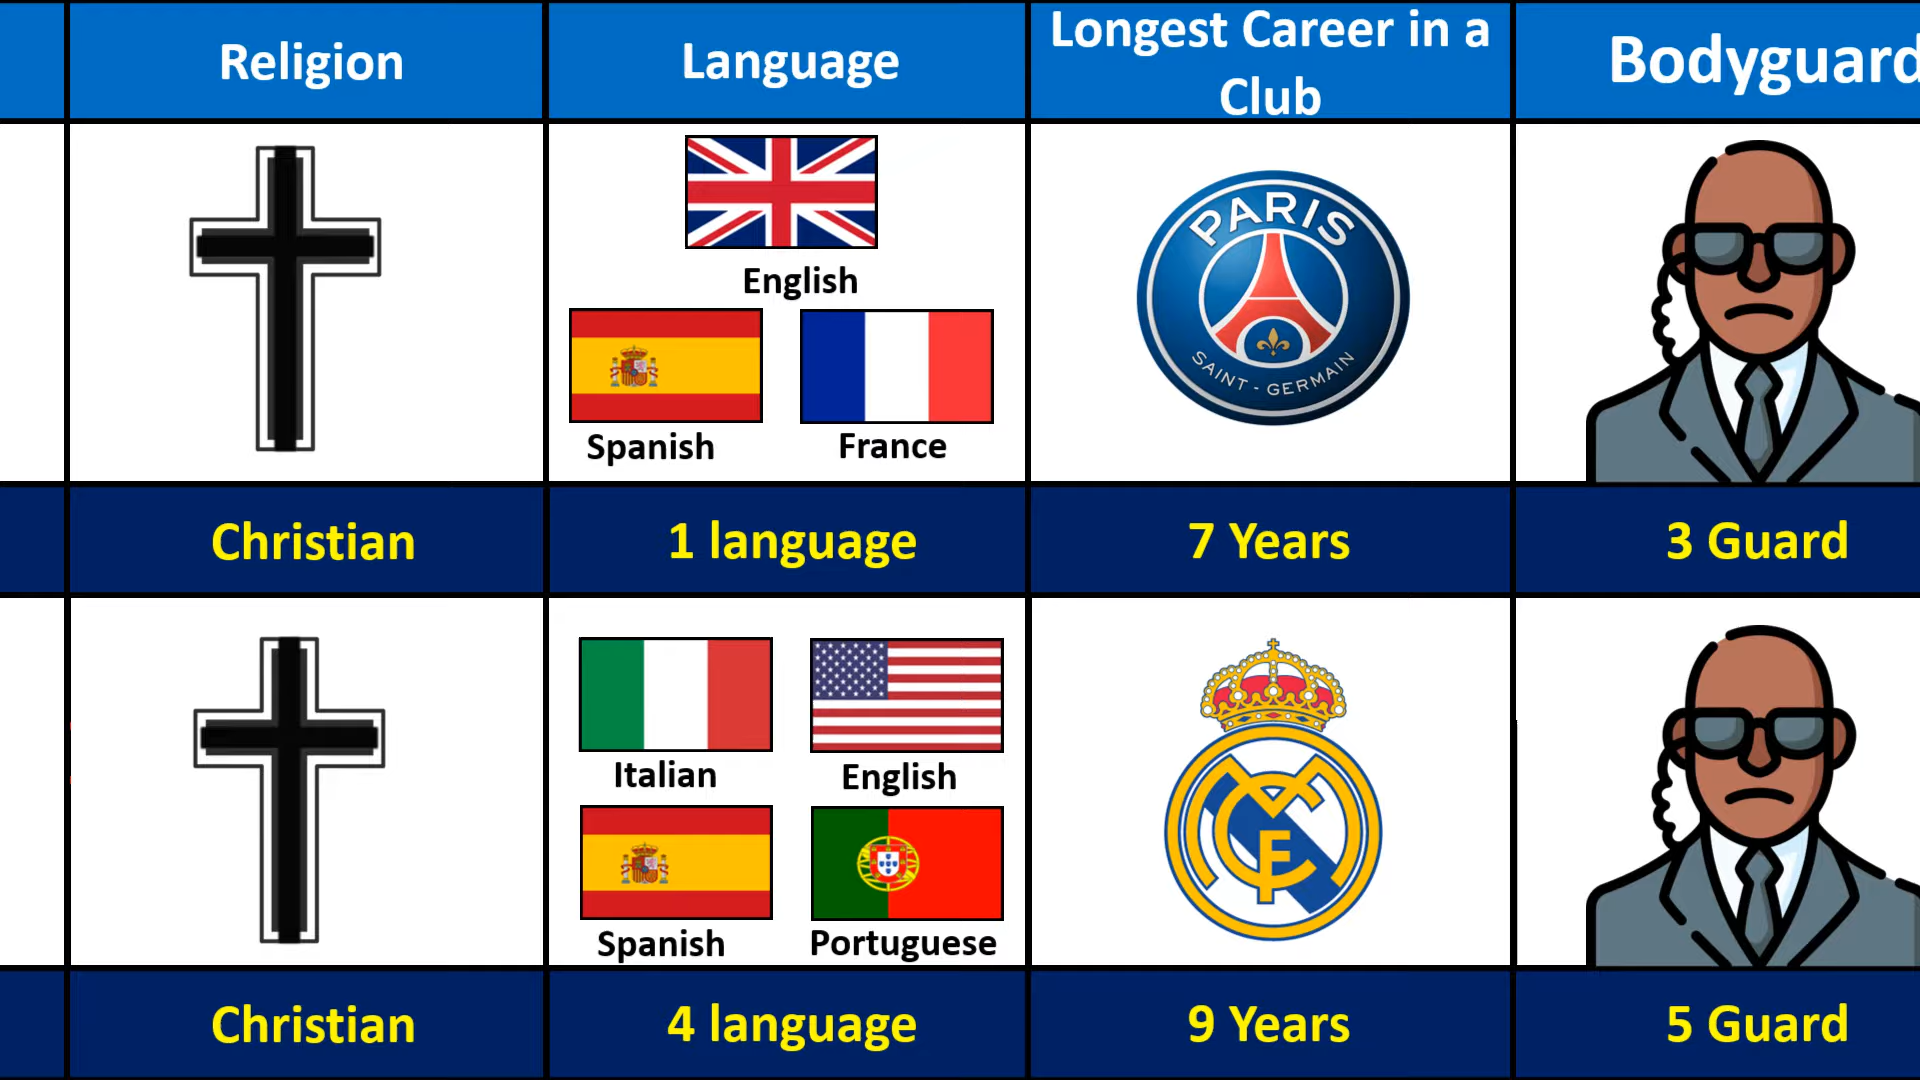 Religion
Language
Longest Career in a
Club
Bodyguard
English
Spanish
France
PARIS
SAINT - GERMAIN
Christian
1 language
7 Years
3 Guard
Italian
English
Spanish
Portuguese
Christian
4 language
9 Years
5 Guard